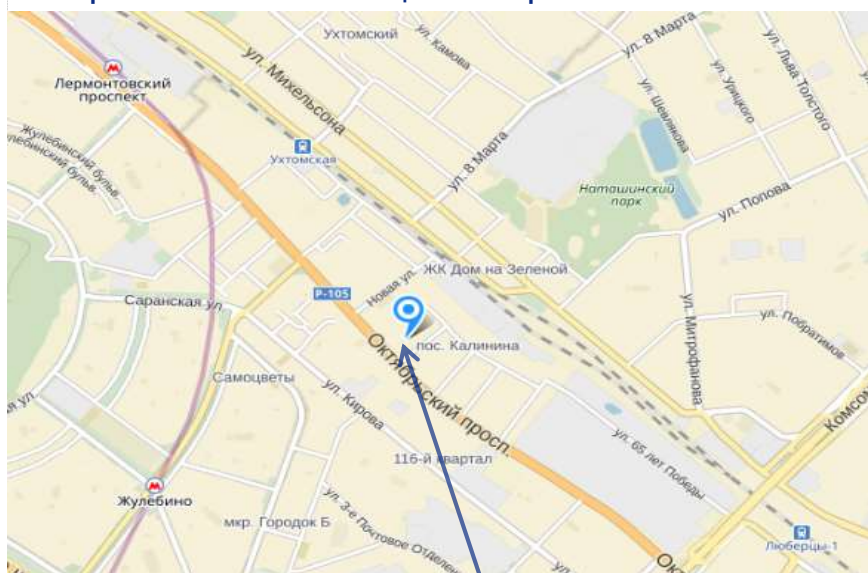 Ухтомский
ул. Камова
ул. 8 Марта
Лермонтовский
проспект
ул. Михельсона
ул. Шевлякова
ул. Урицкого
ул. Льва Толстого
Жулебинский
бульв.
бульв.
Ухтомская
ул. 8 Марта
Наташинский
парк
ул. Попова
Новая ул.
ЖК Дом на Зеленой
Р-105
Саранская ул.
пос. Калинина
ул. Митрофанова
ул. Побратимов
Октябрьский просп.
Самоцветы
ул. Кирова
116-й квартал
ул. 65 лет Победы
Жулебино
мкр. Городок Б
ул. 3-е Почтовое
Люберцы-1